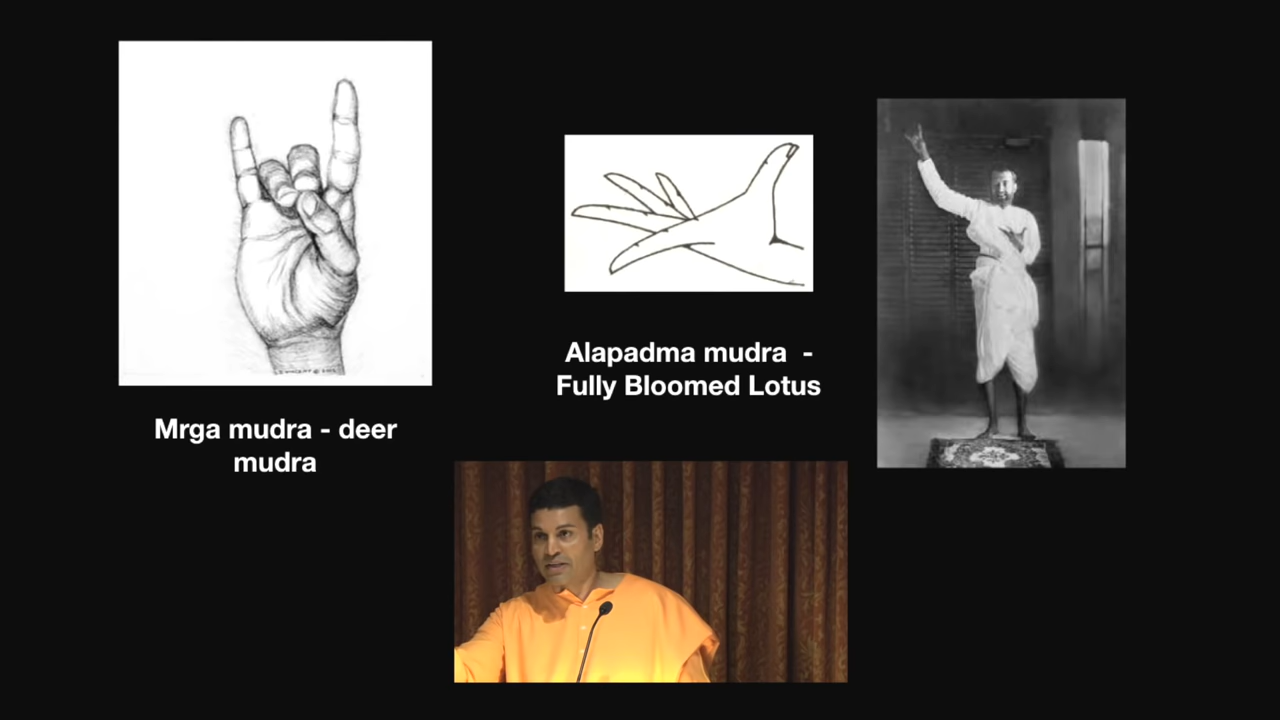 Mrga mudra - deer
mudra
Alapadma mudra -
Fully Bloomed Lotus